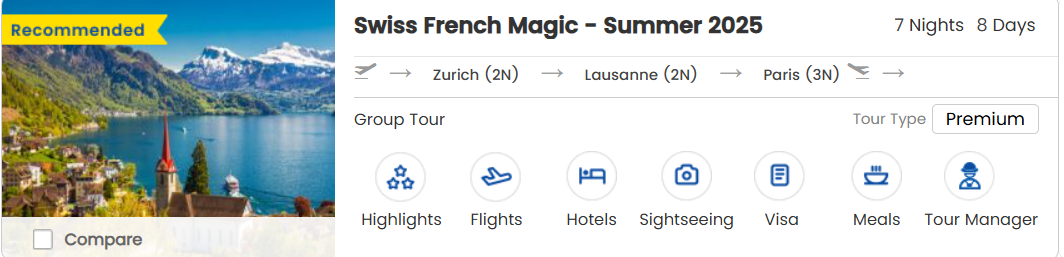 Recommended
Swiss French Magic - Summer 2025
7 Nights 8 Days
Zurich (2N)
Lausanne (2N)
Paris (3N)
Group Tour
Tour Type Premium
Highlights
Flights
Hotels
Sightseeing
Visa
Meals
Tour Manager
Compare